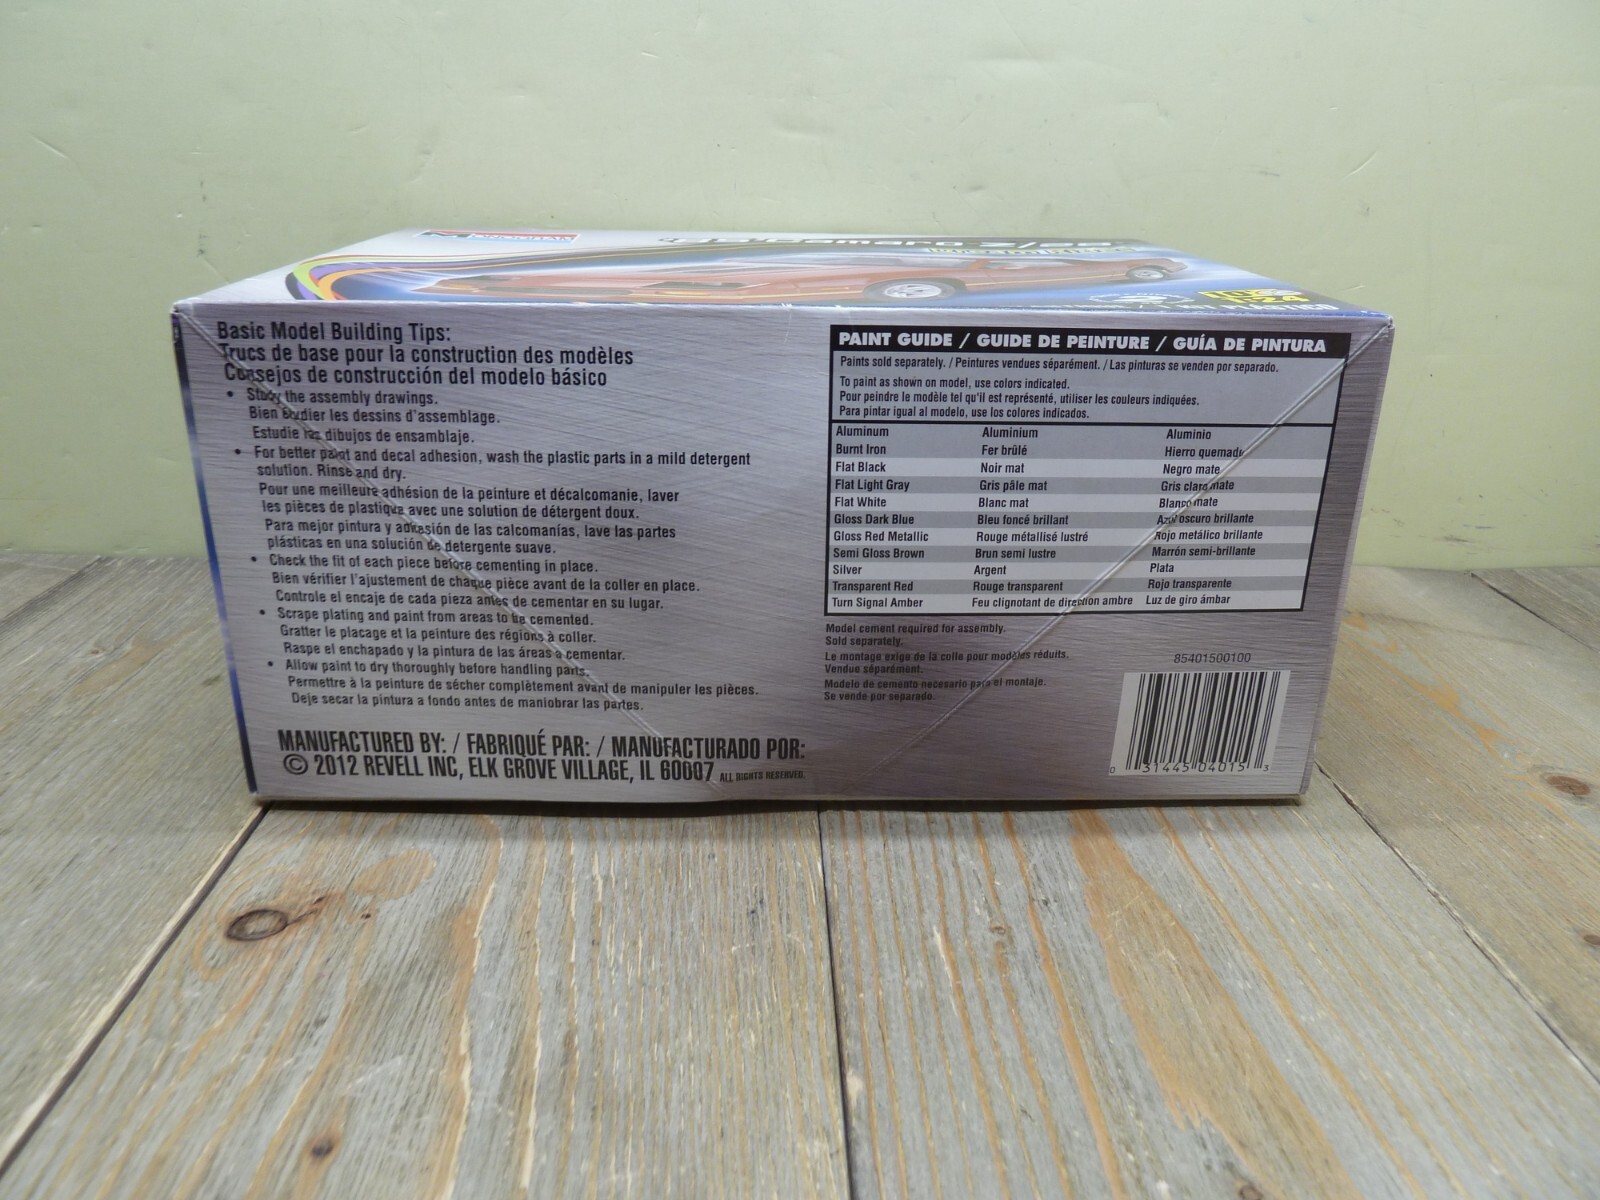 MONOGRAM
Camaro Z/28
1:24
Basic Model Building Tips:
Trucs de base pour la construction des modèles
Consejos de construcción del modelo básico
• Study the assembly drawings.
Bien étudier les dessins d'assemblage.
Estudie los dibujos de ensamblaje.
• For better paint and decal adhesion, wash the plastic parts in a mild detergent
solution. Rinse and dry.
Pour une meilleure adhésion de la peinture et décalcomanie, laver
les pièces de plastique avec une solution de détergent doux.
Para mejor pintura y adhesión de las calcomanías, lave las partes
plásticas en una solución de detergente suave.
• Check the fit of each piece before cementing in place.
Bien vérifier l'ajustement de chaque pièce avant de la coller en place.
Controle el encaje de cada pieza antes de cementar en su lugar.
• Scrape plating and paint from areas to be cemented.
Gratter le placage et la peinture des régions à coller.
Raspe el enchapado y la pintura de las áreas a cementar.
• Allow paint to dry thoroughly before handling parts.
Permettre à la peinture de sécher complètement avant de manipuler les pièces.
Deje secar la pintura a fondo antes de maniobrar las partes.
MANUFACTURED BY: / FABRIQUÉ PAR: / MANUFACTURADO POR:
© 2012 REVELL INC, ELK GROVE VILLAGE, IL 60007 ALL RIGHTS RESERVED.
PAINT GUIDE / GUIDE DE PEINTURE / GUÍA DE PINTURA
Paints sold separately. / Peintures vendues séparément. / Las pinturas se venden por separado.
To paint as shown on model, use colors indicated.
Pour peindre le modèle tel qu'il est représenté, utiliser les couleurs indiquées.
Para pintar igual al modelo, use los colores indicados.
Aluminum Aluminium Aluminio
Burnt Iron Fer brûlé Hierro quemado
Flat Black Noir mat Negro mate
Flat Light Gray Gris pâle mat Gris claro mate
Flat White Blanc mat Blanco mate
Gloss Dark Blue Bleu foncé brillant Azul oscuro brillante
Gloss Red Metallic Rouge métallisé lustré Rojo metálico brillante
Semi Gloss Brown Brun semi lustre Marrón semi-brillante
Silver Argent Plata
Transparent Red Rouge transparent Rojo transparente
Turn Signal Amber Feu clignotant de direction ambre Luz de giro ámbar
Model cement required for assembly.
Sold separately.
Le montage exige de la colle pour modèles réduits.
Vendue séparément.
Modelo de cemento necesario para el montaje.
Se vende por separado.
85401500100
0 31445 04015 3